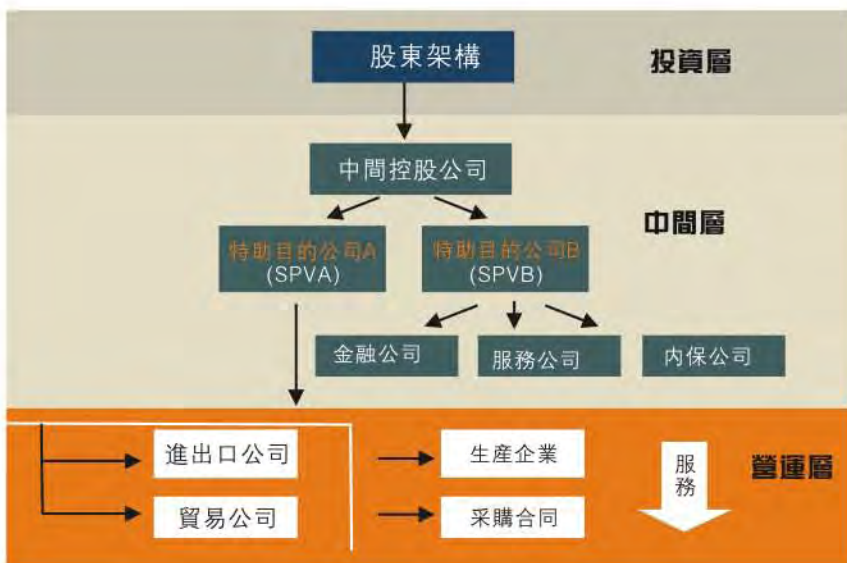 股東架構
投資層
中間控股公司
中間層
特助目的公司A
(SPVA)
特助目的公司B
(SPVB)
金融公司
服務公司
内保公司
進出口公司
生産企業
服務
營運層
貿易公司
采購合同